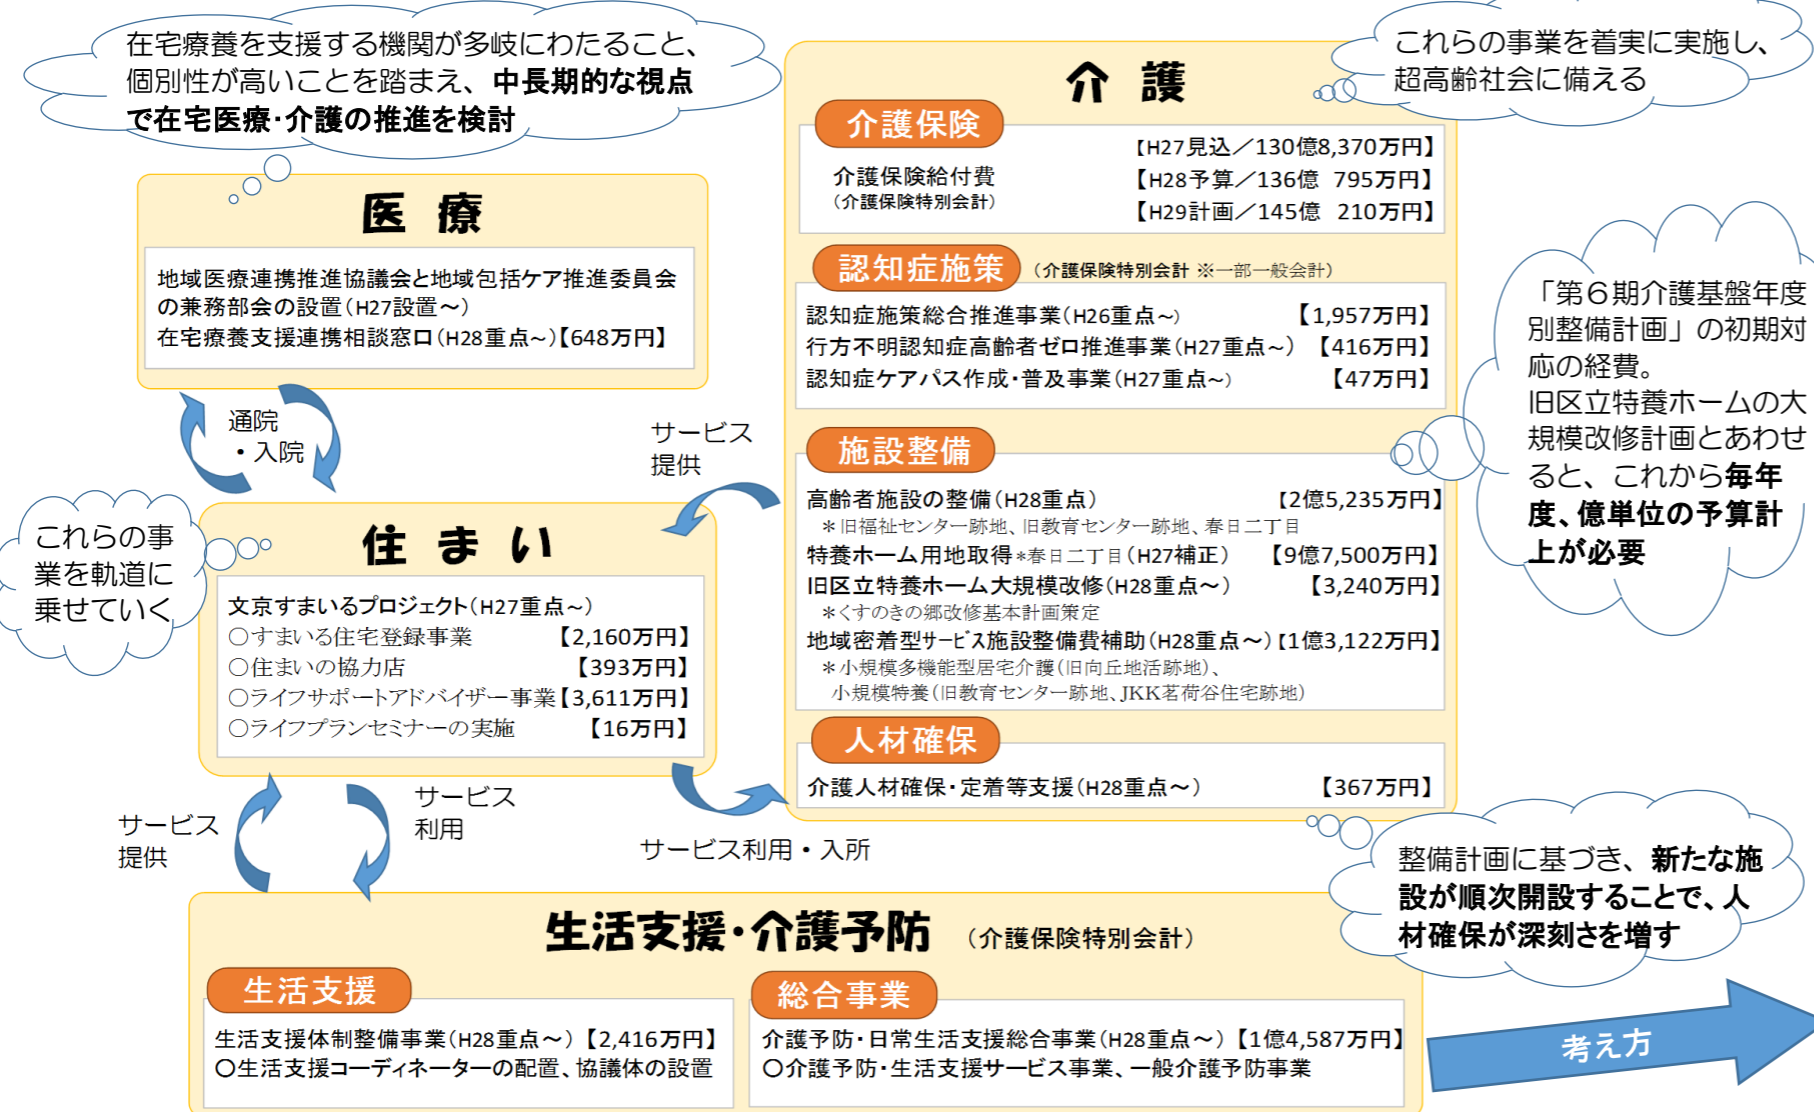 在宅療養を支援する機関が多岐にわたること、
個別性が高いことを踏まえ、中長期的な視点
で在宅医療・介護の推進を検討
医 療
地域医療連携推進協議会と地域包括ケア推進委員会
の兼務部会の設置(H27設置～)
在宅療養支援連携相談窓口(H28重点～)【648万円】
通院
・入院
これらの事
業を軌道に
乗せていく
住 ま い
文京すまいるプロジェクト(H27重点～)
○すまいる住宅登録事業 【2,160万円】
○住まいの協力店 【393万円】
○ライフサポートアドバイザー事業【3,611万円】
○ライフプランセミナーの実施 【16万円】
サービス
提供
サービス
利用
サービス
提供
サービス利用・入所
介 護
介護保険
介護保険給付費
(介護保険特別会計)
【H27見込／130億8,370万円】
【H28予算／136億 795万円】
【H29計画／145億 210万円】
認知症施策 (介護保険特別会計 ※一部一般会計)
認知症施策総合推進事業(H26重点～) 【1,957万円】
行方不明認知症高齢者ゼロ推進事業(H27重点～) 【416万円】
認知症ケアパス作成・普及事業(H27重点～) 【47万円】
施設整備
高齢者施設の整備(H28重点) 【2億5,235万円】
＊旧福祉センター跡地、旧教育センター跡地、春日二丁目
特養ホーム用地取得＊春日二丁目(H27補正) 【9億7,500万円】
旧区立特養ホーム大規模改修(H28重点～) 【3,240万円】
＊くすのきの郷改修基本計画策定
地域密着型サービス施設整備費補助(H28重点～)【1億3,122万円】
＊小規模多機能型居宅介護(旧向丘地活跡地)、
小規模特養(旧教育センター跡地、JKK茗荷谷住宅跡地)
人材確保
介護人材確保・定着等支援(H28重点～) 【367万円】
これらの事業を着実に実施し、
超高齢社会に備える
「第６期介護基盤年度
別整備計画」の初期対
応の経費。
旧区立特養ホームの大
規模改修計画とあわせ
ると、これから毎年
度、億単位の予算計
上が必要
整備計画に基づき、新たな施
設が順次開設することで、人
材確保が深刻さを増す
生活支援・介護予防 (介護保険特別会計)
生活支援
生活支援体制整備事業(H28重点～)【2,416万円】
○生活支援コーディネーターの配置、協議体の設置
総合事業
介護予防・日常生活支援総合事業(H28重点～)【1億4,587万円】
○介護予防・生活支援サービス事業、一般介護予防事業
考え方